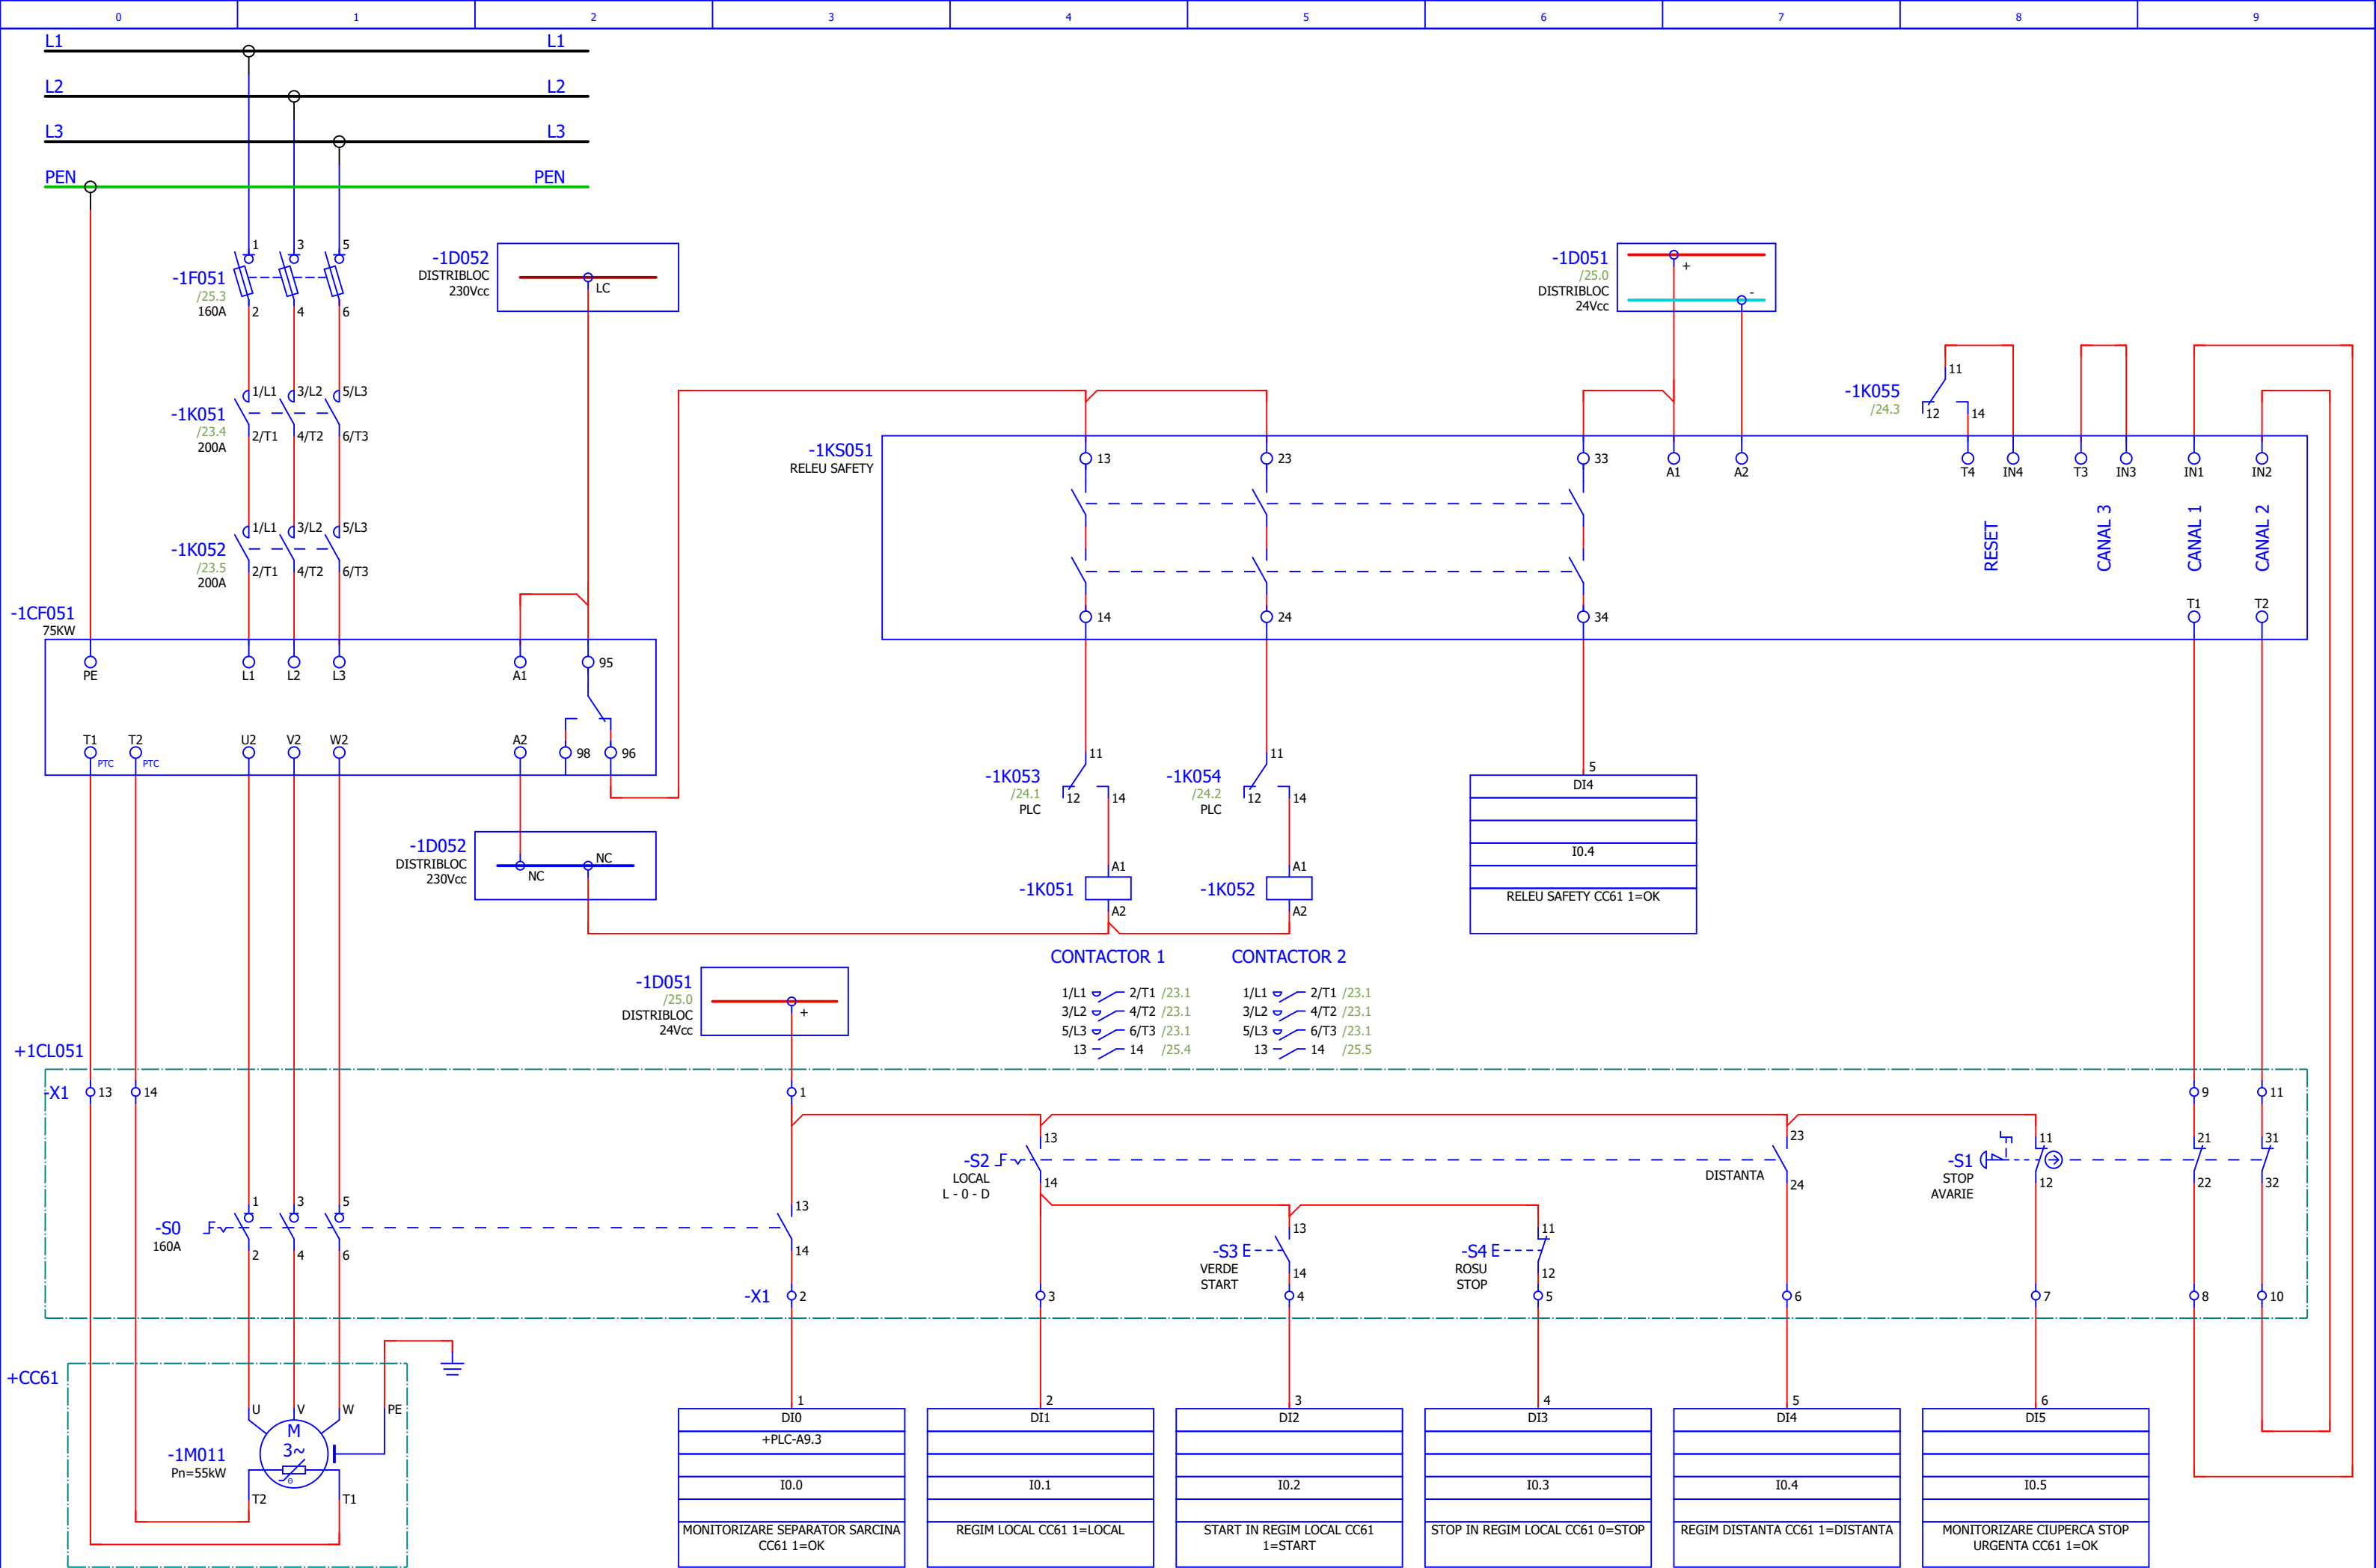 0 1 2 3 4 5 6 7 8 9
L1 L1
L2 L2
L3 L3
PEN PEN
1 3 5
-1F051
/25.3
160A
2 4 6
-1D052
DISTRIBLOC
230Vcc
LC
-1D051
/25.0
DISTRIBLOC
24Vcc
+
-
1/L1 3/L2 5/L3
-1K051
/23.4
200A
2/T1 4/T2 6/T3
-1K055
/24.3
11
12 14
1/L1 3/L2 5/L3
-1K052
/23.5
200A
2/T1 4/T2 6/T3
-1KS051
RELEU SAFETY
13 23 33
A1 A2 T4 IN4 T3 IN3 IN1 IN2
RESET
CANAL 3
CANAL 1
CANAL 2
14 24 34
T1 T2
-1CF051
75KW
PE L1 L2 L3 A1 95
T1 T2 U2 V2 W2 A2 98 96
PTC PTC
-1K053
/24.1
PLC
11
12 14
-1K054
/24.2
PLC
11
12 14
5
DI4
I0.4
RELEU SAFETY CC61 1=OK
-1D052
DISTRIBLOC
230Vcc
NC
NC
A1
-1K051
A2
A1
-1K052
A2
CONTACTOR 1
1/L1 2/T1 /23.1
3/L2 4/T2 /23.1
5/L3 6/T3 /23.1
13 14 /25.4
CONTACTOR 2
1/L1 2/T1 /23.1
3/L2 4/T2 /23.1
5/L3 6/T3 /23.1
13 14 /25.5
-1D051
/25.0
DISTRIBLOC
24Vcc
+
+1CL051
-X1 13 14 1 9 11
13
-S2
LOCAL
L - 0 - D
14
23
DISTANTA
24
-S1
STOP
AVARIE
11 21 31
12 22 32
1 3 5 13
-S0
160A
2 4 6 14
13
-S3 E
VERDE
START
14
11
-S4 E
ROSU
STOP
12
-X1 2 3 4 5 6 7 8 10
+CC61
U V W PE
M
3~
-1M011
Pn=55kW
θ
T2 T1
1
DI0
+PLC-A9.3
I0.0
MONITORIZARE SEPARATOR SARCINA
CC61 1=OK
2
DI1
I0.1
REGIM LOCAL CC61 1=LOCAL
3
DI2
I0.2
START IN REGIM LOCAL CC61
1=START
4
DI3
I0.3
STOP IN REGIM LOCAL CC61 0=STOP
5
DI4
I0.4
REGIM DISTANTA CC61 1=DISTANTA
6
DI5
I0.5
MONITORIZARE CIUPERCA STOP
URGENTA CC61 1=OK